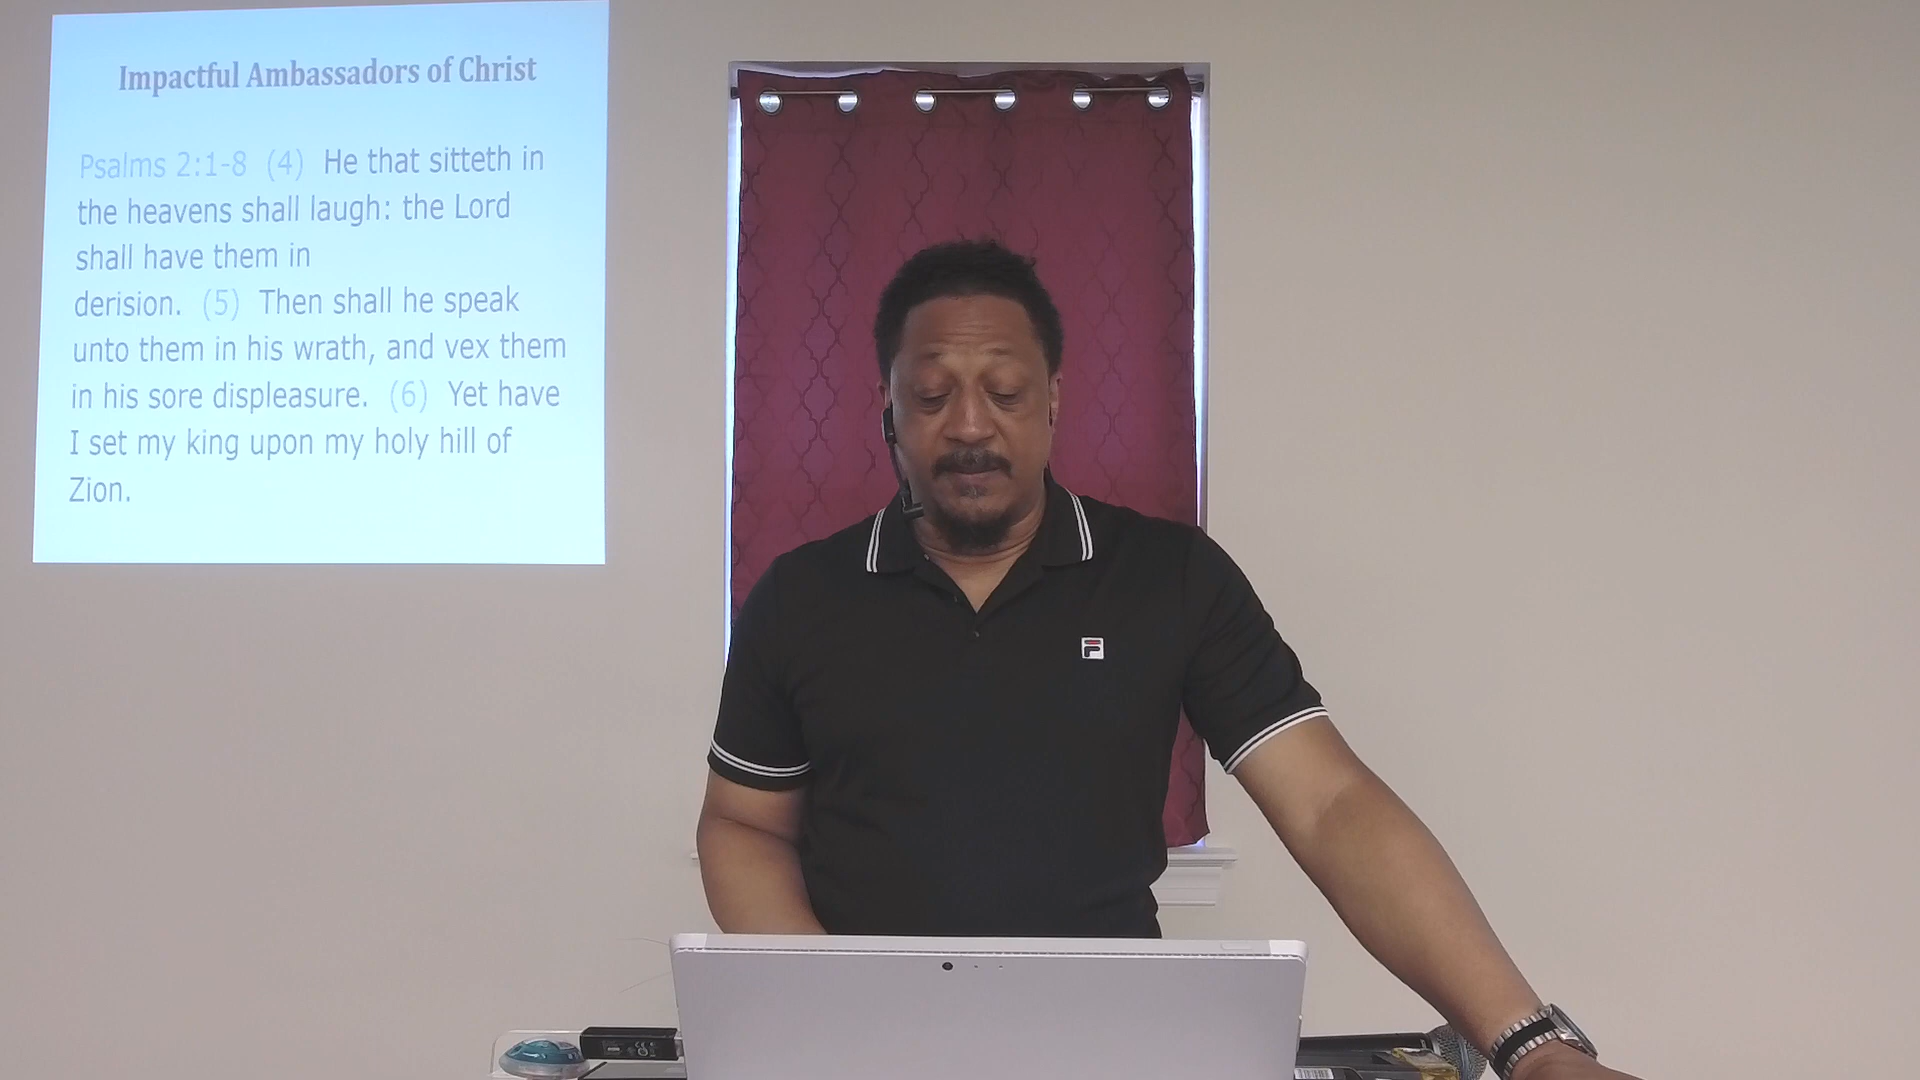 Impactful Ambassadors of Christ
Psalms 2:1-8 (4) He that sitteth in
the heavens shall laugh: the Lord
shall have them in
derision. (5) Then shall he speak
unto them in his wrath, and vex them
in his sore displeasure. (6) Yet have
I set my king upon my holy hill of
Zion.